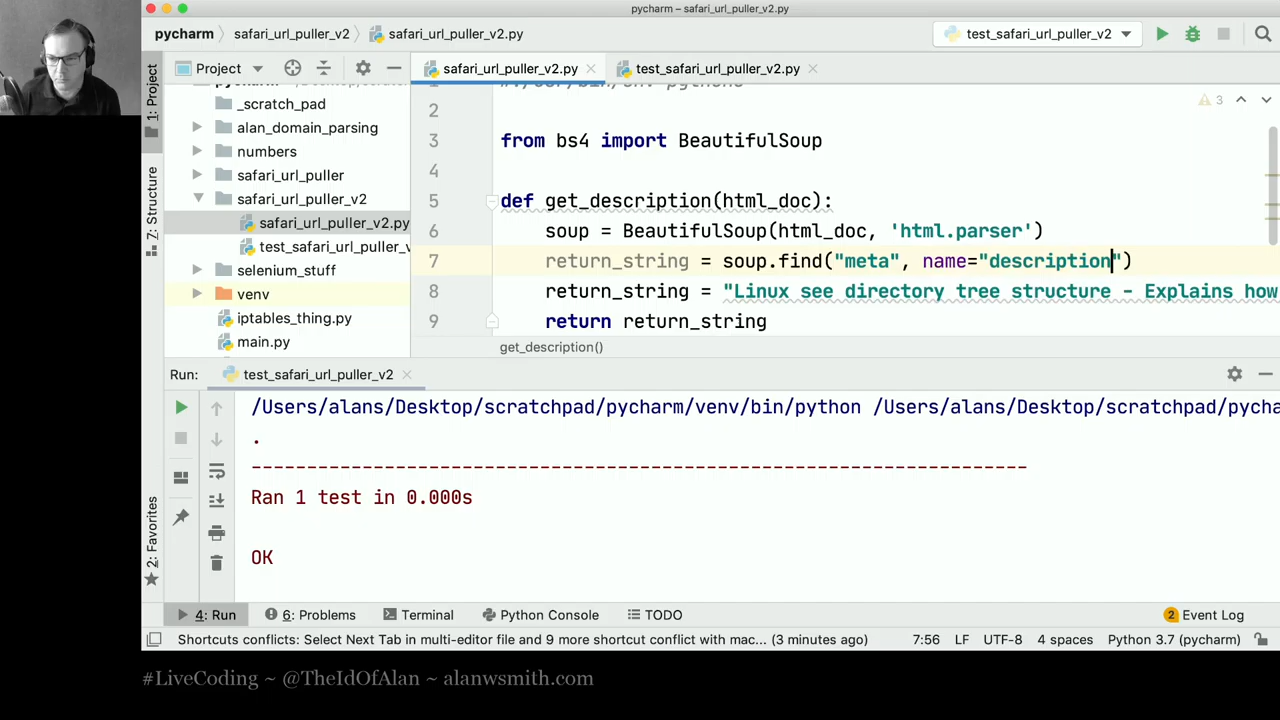 pycharm – safari_url_puller_v2.py
pycharm safari_url_puller_v2 safari_url_puller_v2.py test_safari_url_puller_v2
Project safari_url_puller_v2.py test_safari_url_puller_v2.py
1: Project
Z: Structure
2: Favorites
_scratch_pad
alan_domain_parsing
numbers
safari_url_puller
safari_url_puller_v2
safari_url_puller_v2.py
test_safari_url_puller_v
selenium_stuff
venv
iptables_thing.py
main.py
3
1
2
3 from bs4 import BeautifulSoup
4
5 def get_description(html_doc):
6 soup = BeautifulSoup(html_doc, 'html.parser')
7 return_string = soup.find("meta", name="description")
8 return_string = "Linux see directory tree structure - Explains how
9 return return_string
get_description()
Run: test_safari_url_puller_v2
/Users/alans/Desktop/scratchpad/pycharm/venv/bin/python /Users/alans/Desktop/scratchpad/pycha
.
----------------------------------------------------------------------
Ran 1 test in 0.000s
OK
4: Run 6: Problems Terminal Python Console TODO 2 Event Log
Shortcuts conflicts: Select Next Tab in multi-editor file and 9 more shortcut conflict with mac... (3 minutes ago) 7:56 LF UTF-8 4 spaces Python 3.7 (pycharm)
#LiveCoding ~ @TheIdOfAlan ~ alanwsmith.com